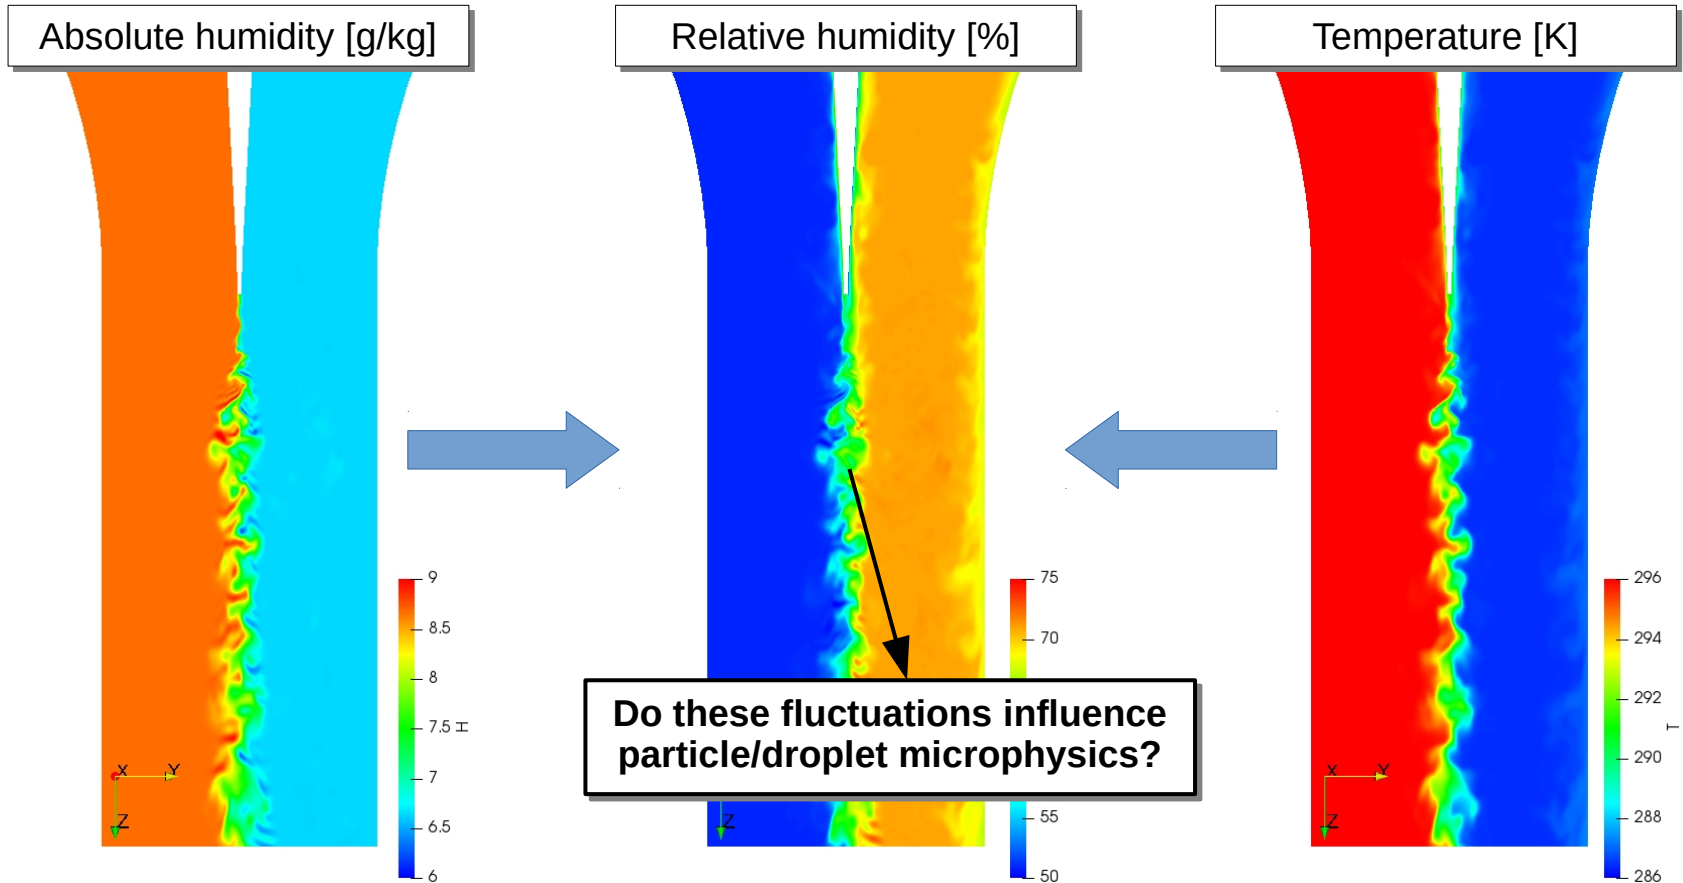 Absolute humidity [g/kg]
Relative humidity [%]
Temperature [K]
9
8.5
8
7.5
7
6.5
6
H
X
Y
Z
75
70
55
50
Z
Do these fluctuations influence
particle/droplet microphysics?
296
294
292
290
288
286
T
X
Y
Z